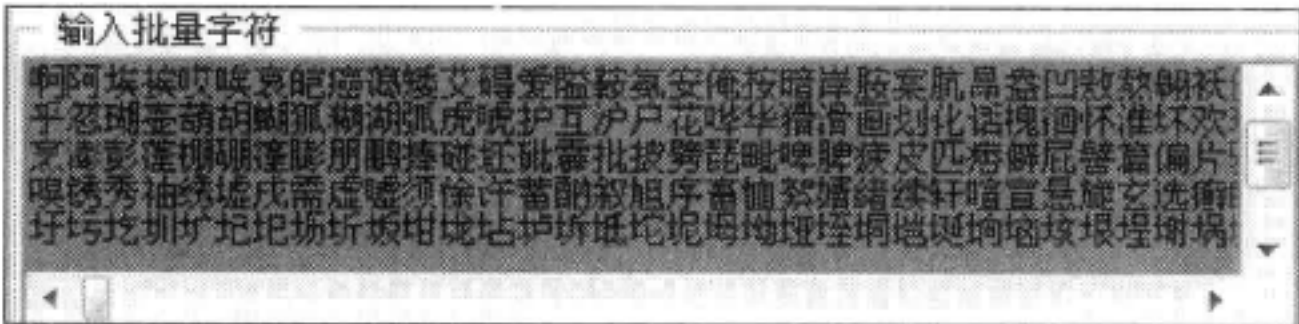 输入批量字符
啊阿埃挨哎唉哀皑癌蔼矮艾碍爱隘鞍氨安俺按暗岸胺案肮昂盎凹敖熬翱袄
乎忽瑚壶葫胡蝴狐糊湖弧虎唬护互沪户花哗华猾滑画划化话槐徊怀淮坏欢
烹澎彭蓬棚硼篷膨朋鹏捧碰坯砒霹批披劈琵毗啤脾疲皮匹痞僻屁譬篇偏片
嗅锈秀袖绣墟戌需虚嘘须徐许蓄酗叙旭序畜恤絮婿绪续轩喧宣悬旋玄选癣
圩圬圪圳圹圮圯坜圻坂坩垅坫垆坼坻坨坭坶坳垭垤垌垲埏垧垴垓垠埕埘埚